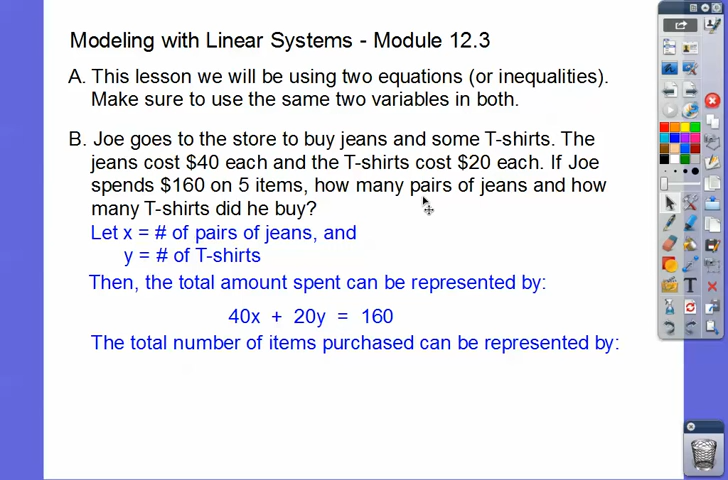 Modeling with Linear Systems - Module 12.3
A. This lesson we will be using two equations (or inequalities).
Make sure to use the same two variables in both.
B. Joe goes to the store to buy jeans and some T-shirts. The
jeans cost $40 each and the T-shirts cost $20 each. If Joe
spends $160 on 5 items, how many pairs of jeans and how
many T-shirts did he buy?
Let x = # of pairs of jeans, and
y = # of T-shirts
Then, the total amount spent can be represented by:
40x + 20y = 160
The total number of items purchased can be represented by: